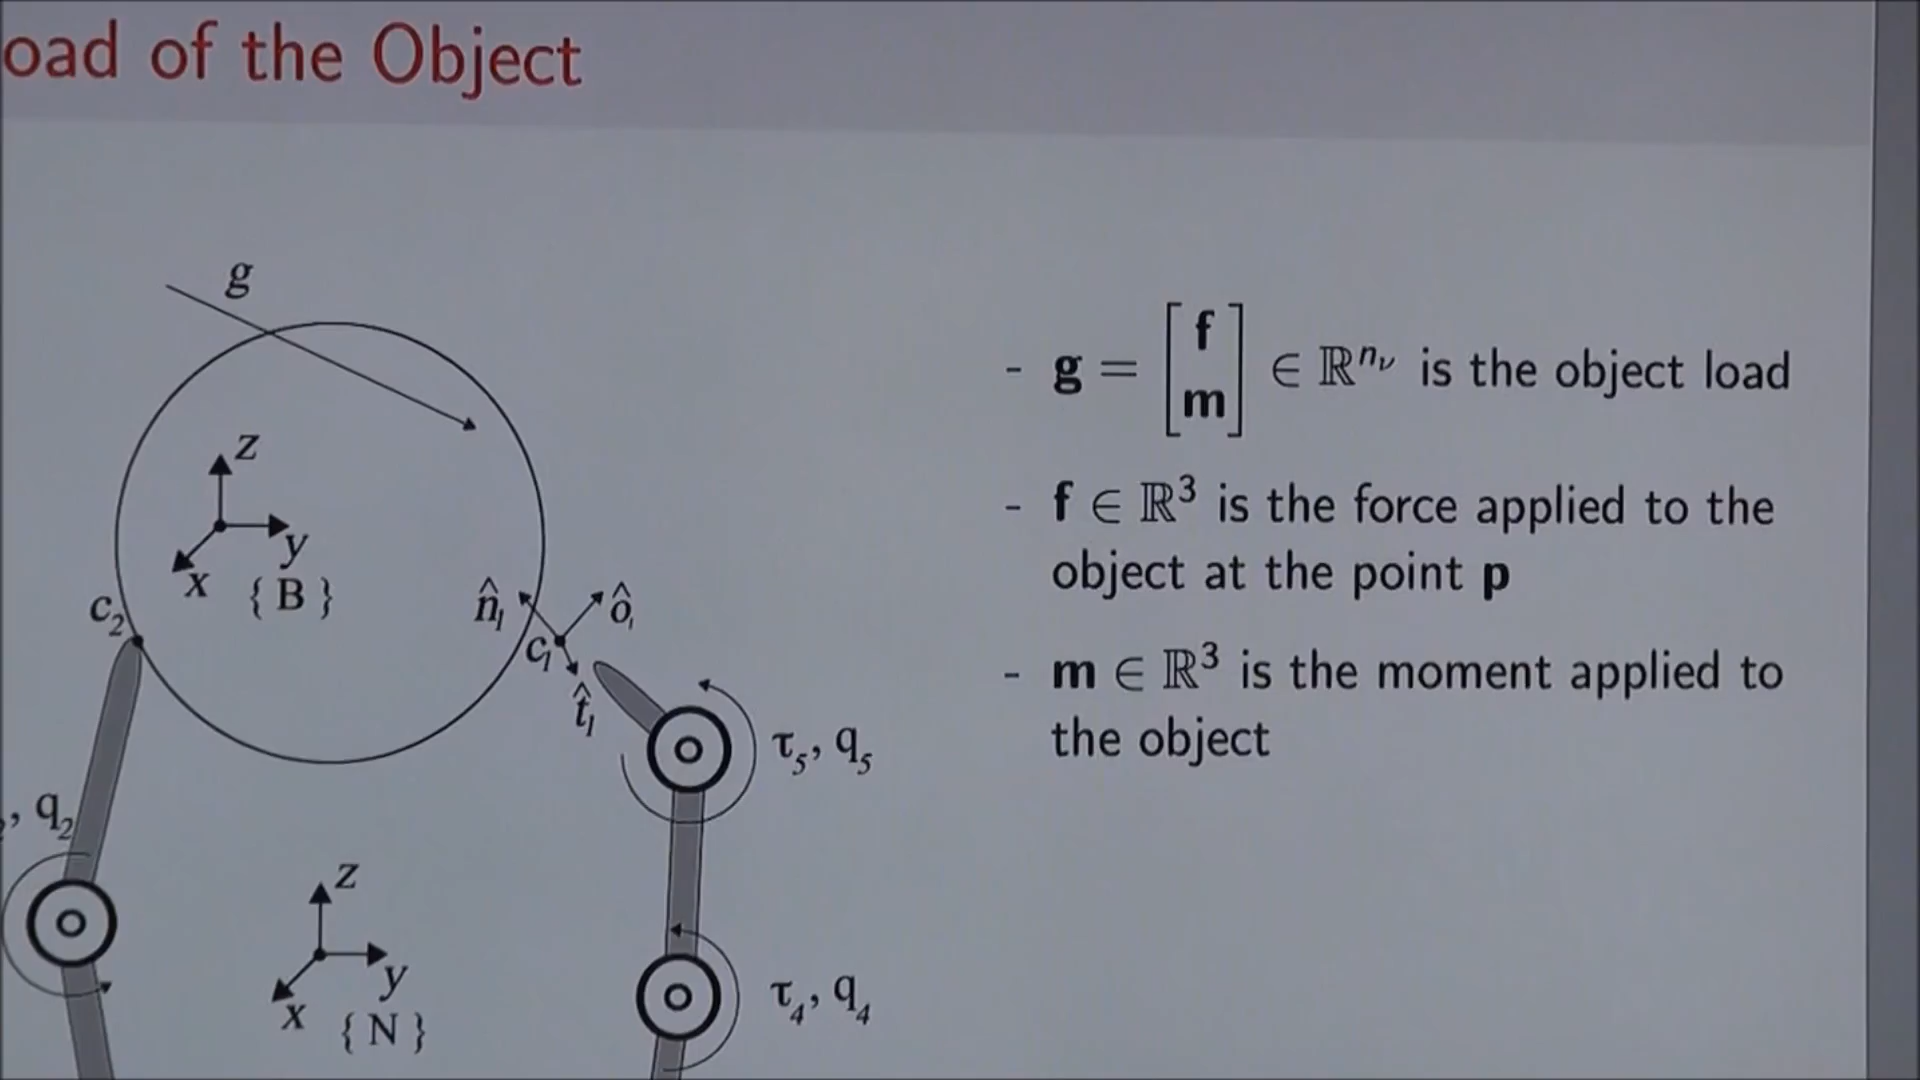 oad of the Object
g
z
y
x
{ B }
c₂
n̂₁
ô₁
c₁
t̂₁
τ₅, q₅
, q₂
z
y
x
{ N }
τ₄, q₄
- g = [f m] ∈ ℝⁿᵛ is the object load
- f ∈ ℝ³ is the force applied to the
object at the point p
- m ∈ ℝ³ is the moment applied to
the object